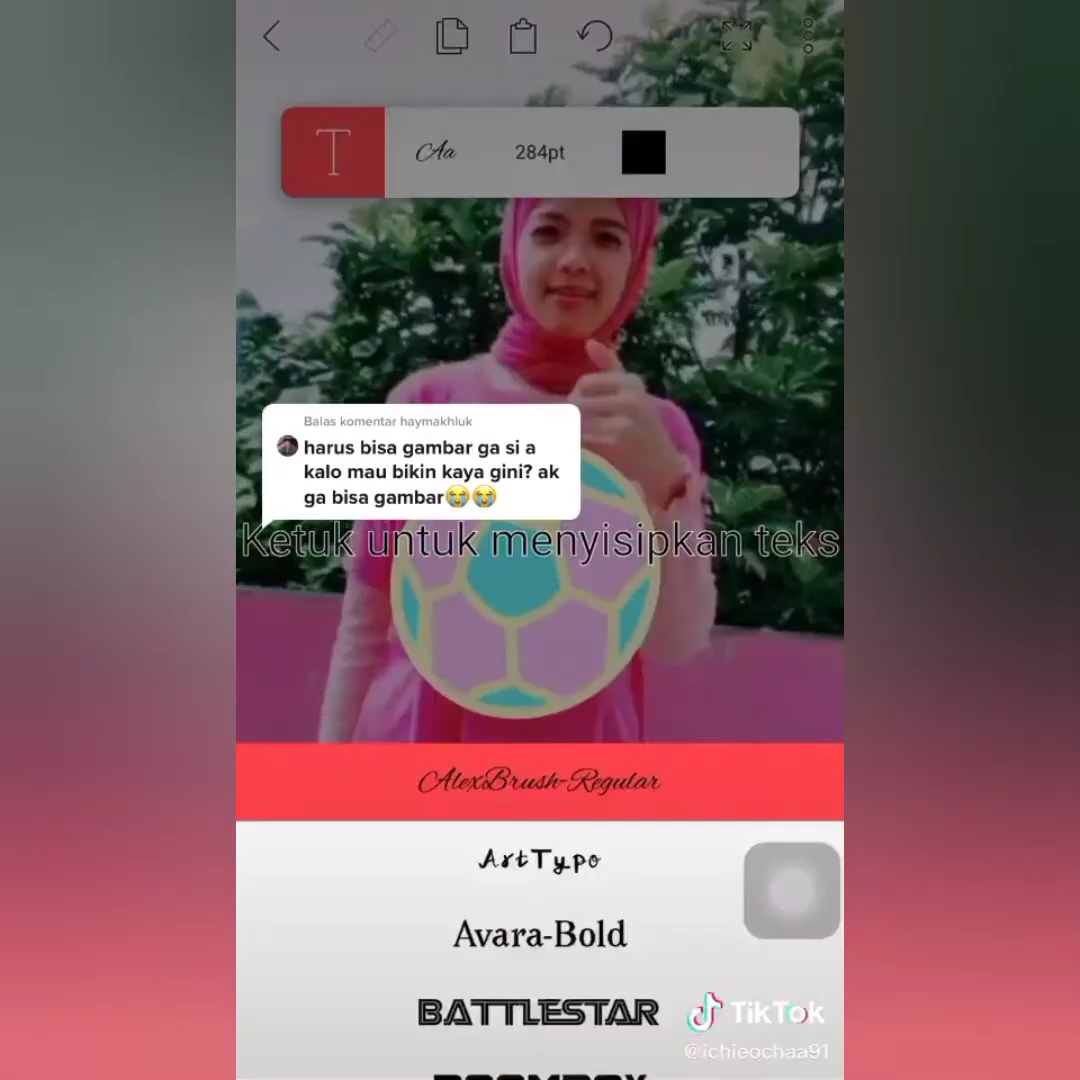 T
Aa
284pt
Balas komentar haymakhluk
harus bisa gambar ga si a
kalo mau bikin kaya gini? ak
ga bisa gambar😭😭
Ketuk untuk menyisipkan teks
AlexBrush-Regular
ArtTypo
Avara-Bold
BATTLESTAR
TikTok
@ichieochaa91